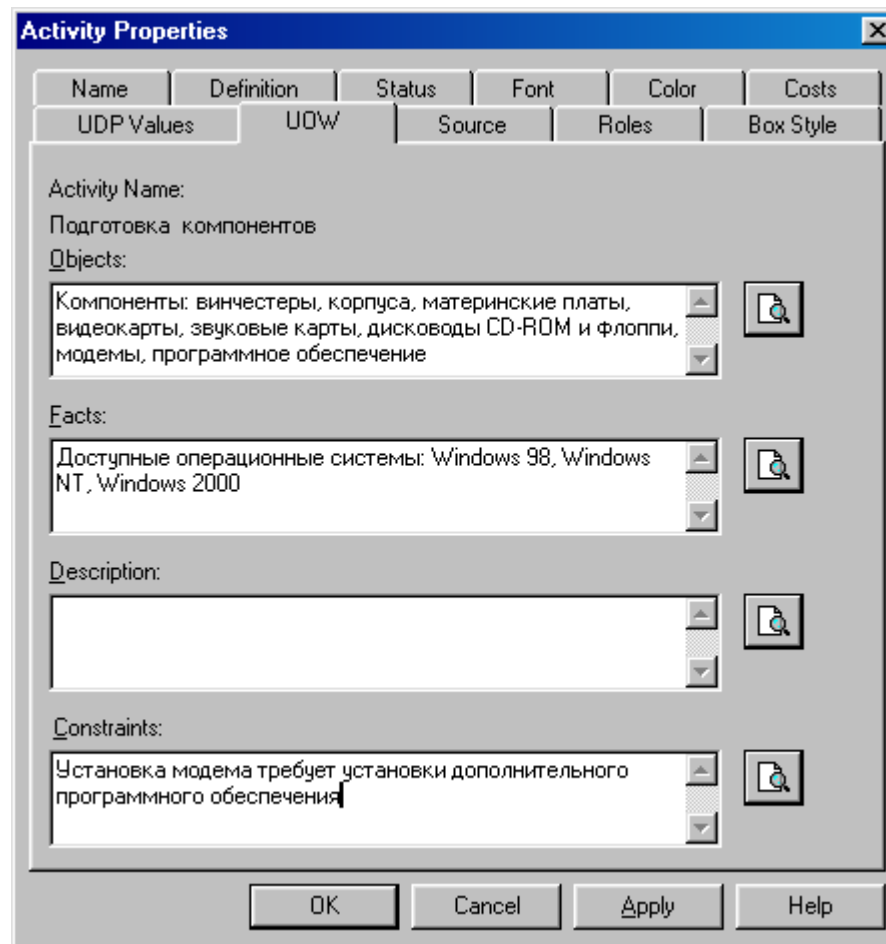 Activity Properties
Name Definition Status Font Color Costs
UDP Values UOW Source Roles Box Style
Activity Name:
Подготовка компонентов
Objects:
Компоненты: винчестеры, корпуса, материнские платы,
видеокарты, звуковые карты, дисководы CD-ROM и флоппи,
модемы, программное обеспечение
Facts:
Доступные операционные системы: Windows 98, Windows
NT, Windows 2000
Description:
Constraints:
Установка модема требует установки дополнительного
программного обеспечения
OK Cancel Apply Help